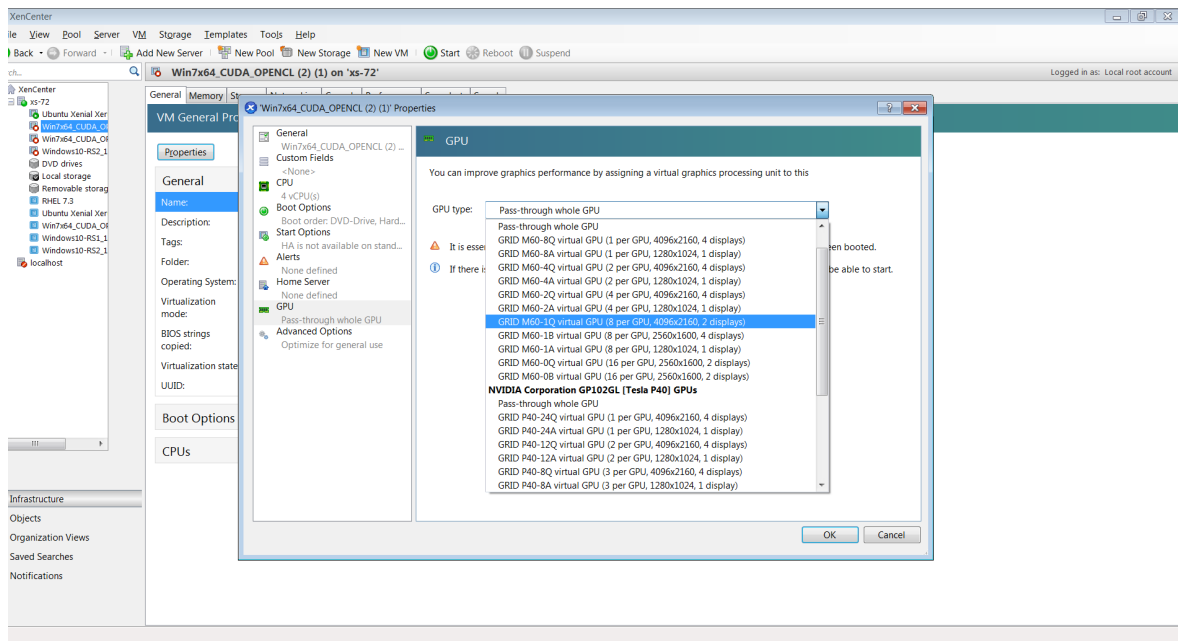 XenCenter
ile View Pool Server VM Storage Templates Tools Help
Back Forward Add New Server New Pool New Storage New VM Start Reboot Suspend
ch...
Win7x64_CUDA_OPENCL (2) (1) on 'xs-72'
Logged in as: Local root account
XenCenter
xs-72
Ubuntu Xenial Xer
Win7x64_CUDA_OP
Win7x64_CUDA_OP
Windows10-RS2_1
DVD drives
Local storage
Removable storag
RHEL 7.3
Ubuntu Xenial Xer
Win7x64_CUDA_OP
Windows10-RS1_1
Windows10-RS2_1
localhost
Infrastructure
Objects
Organization Views
Saved Searches
Notifications
General Memory
VM General Pro
Properties
General
Name:
Description:
Tags:
Folder:
Operating System:
Virtualization
mode:
BIOS strings
copied:
Virtualization state
UUID:
Boot Options
CPUs
'Win7x64_CUDA_OPENCL (2) (1)' Properties
General
Win7x64_CUDA_OPENCL (2) ...
Custom Fields
<None>
CPU
4 vCPU(s)
Boot Options
Boot order: DVD-Drive, Hard...
Start Options
HA is not available on stand...
Alerts
None defined
Home Server
None defined
GPU
Pass-through whole GPU
Advanced Options
Optimize for general use
GPU
You can improve graphics performance by assigning a virtual graphics processing unit to this
GPU type: Pass-through whole GPU
It is esse
en booted.
If there i
be able to start.
Pass-through whole GPU
GRID M60-8Q virtual GPU (1 per GPU, 4096x2160, 4 displays)
GRID M60-8A virtual GPU (1 per GPU, 1280x1024, 1 display)
GRID M60-4Q virtual GPU (2 per GPU, 4096x2160, 4 displays)
GRID M60-4A virtual GPU (2 per GPU, 1280x1024, 1 display)
GRID M60-2Q virtual GPU (4 per GPU, 4096x2160, 4 displays)
GRID M60-2A virtual GPU (4 per GPU, 1280x1024, 1 display)
GRID M60-1Q virtual GPU (8 per GPU, 4096x2160, 2 displays)
GRID M60-1B virtual GPU (8 per GPU, 2560x1600, 4 displays)
GRID M60-1A virtual GPU (8 per GPU, 1280x1024, 1 display)
GRID M60-0Q virtual GPU (16 per GPU, 2560x1600, 2 displays)
GRID M60-0B virtual GPU (16 per GPU, 2560x1600, 2 displays)
NVIDIA Corporation GP102GL [Tesla P40] GPUs
Pass-through whole GPU
GRID P40-24Q virtual GPU (1 per GPU, 4096x2160, 4 displays)
GRID P40-24A virtual GPU (1 per GPU, 1280x1024, 1 display)
GRID P40-12Q virtual GPU (2 per GPU, 4096x2160, 4 displays)
GRID P40-12A virtual GPU (2 per GPU, 1280x1024, 1 display)
GRID P40-8Q virtual GPU (3 per GPU, 4096x2160, 4 displays)
GRID P40-8A virtual GPU (3 per GPU, 1280x1024, 1 display)
OK Cancel